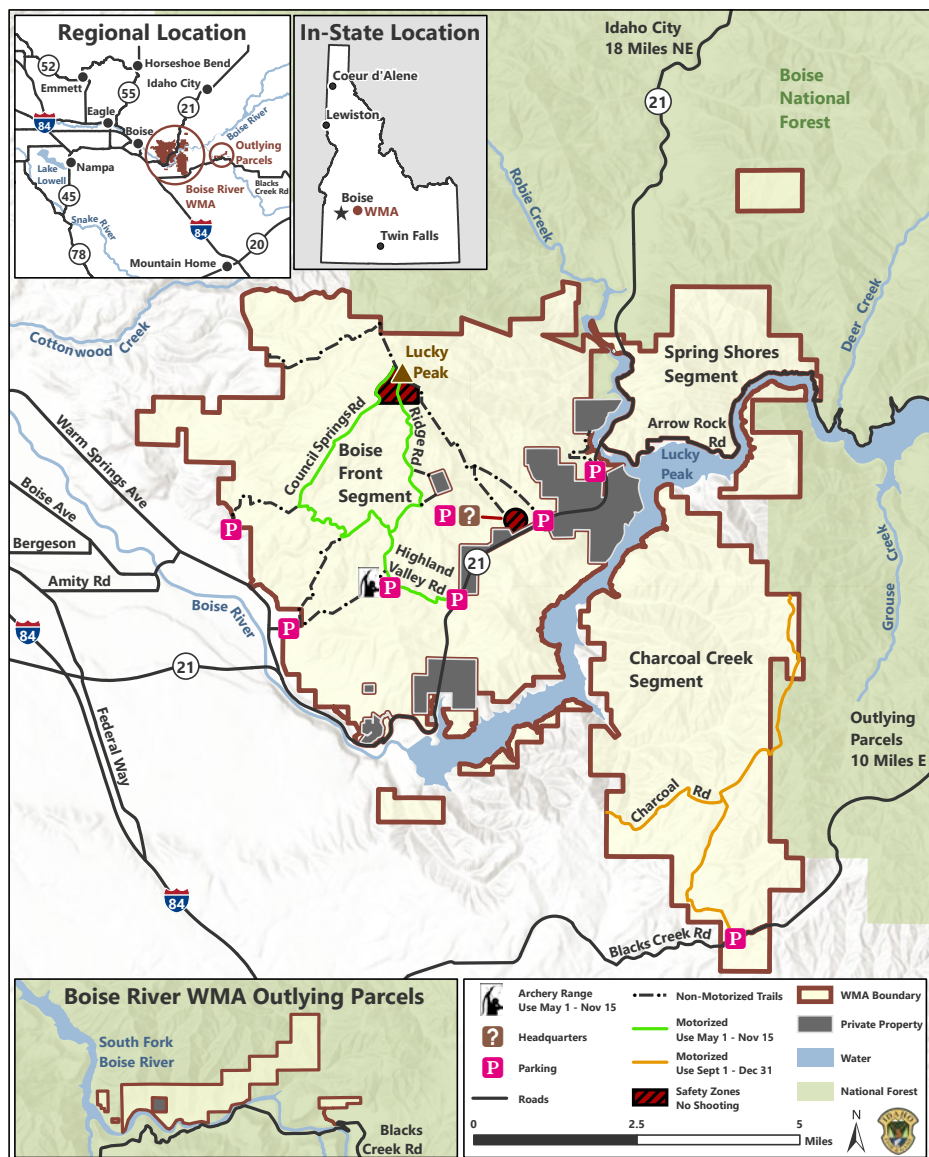 Regional Location
52
Horseshoe Bend
Emmett
55
Idaho City
21
Eagle
84
Boise
Boise River
Outlying
Parcels
Lake
Lowell
Nampa
Boise River
WMA
Blacks
Creek Rd
45
Snake
River
84
20
78
Mountain Home
In-State Location
Coeur d'Alene
Lewiston
Boise
WMA
Twin Falls
Idaho City
18 Miles NE
21
Boise
National
Forest
Robie Creek
Deer Creek
Cottonwood
Creek
Lucky
Peak
Spring Shores
Segment
Council Springs Rd
Ridge Rd
Arrow Rock
Rd
Warm Springs Ave
Boise
Front
Segment
Lucky
Peak
P
Boise Ave
P
P
?
P
Bergeson
Highland
Valley Rd
21
Grouse Creek
Amity Rd
P
P
Boise
River
P
84
21
Charcoal Creek
Segment
Federal Way
Outlying
Parcels
10 Miles E
Charcoal Rd
84
Blacks Creek Rd
P
Boise River WMA Outlying Parcels
South Fork
Boise River
Blacks
Creek Rd
Archery Range
Use May 1 - Nov 15
Non-Motorized Trails
WMA Boundary
?
Headquarters
Motorized
Use May 1 - Nov 15
Private Property
P
Parking
Motorized
Use Sept 1 - Dec 31
Water
Roads
Safety Zones
No Shooting
National Forest
0
2.5
5
Miles
N
IDAHO